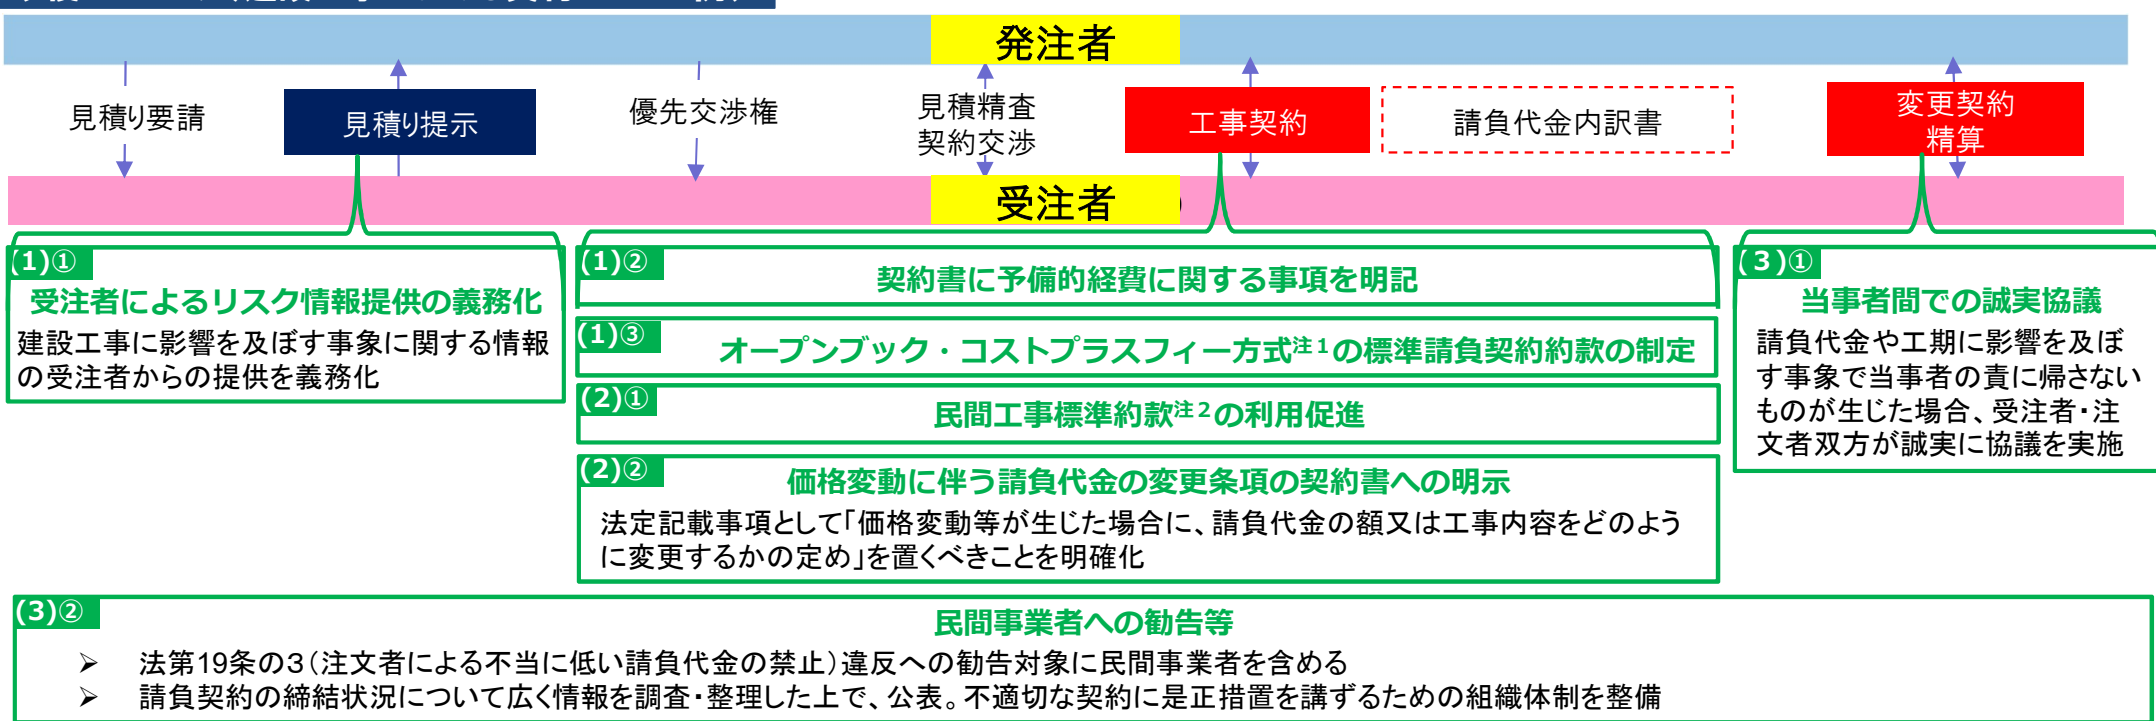 発注者
見積り要請
見積り提示
優先交渉権
見積精査
契約交渉
工事契約
請負代金内訳書
変更契約
精算
受注者
(1)①
受注者によるリスク情報提供の義務化
建設工事に影響を及ぼす事象に関する情報
の受注者からの提供を義務化
(1)②
契約書に予備的経費に関する事項を明記
(1)③
オープンブック・コストプラスフィー方式注1の標準請負契約約款の制定
(2)①
民間工事標準約款注2の利用促進
(2)②
価格変動に伴う請負代金の変更条項の契約書への明示
法定記載事項として「価格変動等が生じた場合に、請負代金の額又は工事内容をどのよう
に変更するかの定め」を置くべきことを明確化
(3)①
当事者間での誠実協議
請負代金や工期に影響を及ぼ
す事象で当事者の責に帰さない
ものが生じた場合、受注者・注
文者双方が誠実に協議を実施
(3)②
民間事業者への勧告等
➢ 法第19条の3(注文者による不当に低い請負代金の禁止)違反への勧告対象に民間事業者を含める
➢ 請負契約の締結状況について広く情報を調査・整理した上で、公表。不適切な契約に是正措置を講ずるための組織体制を整備